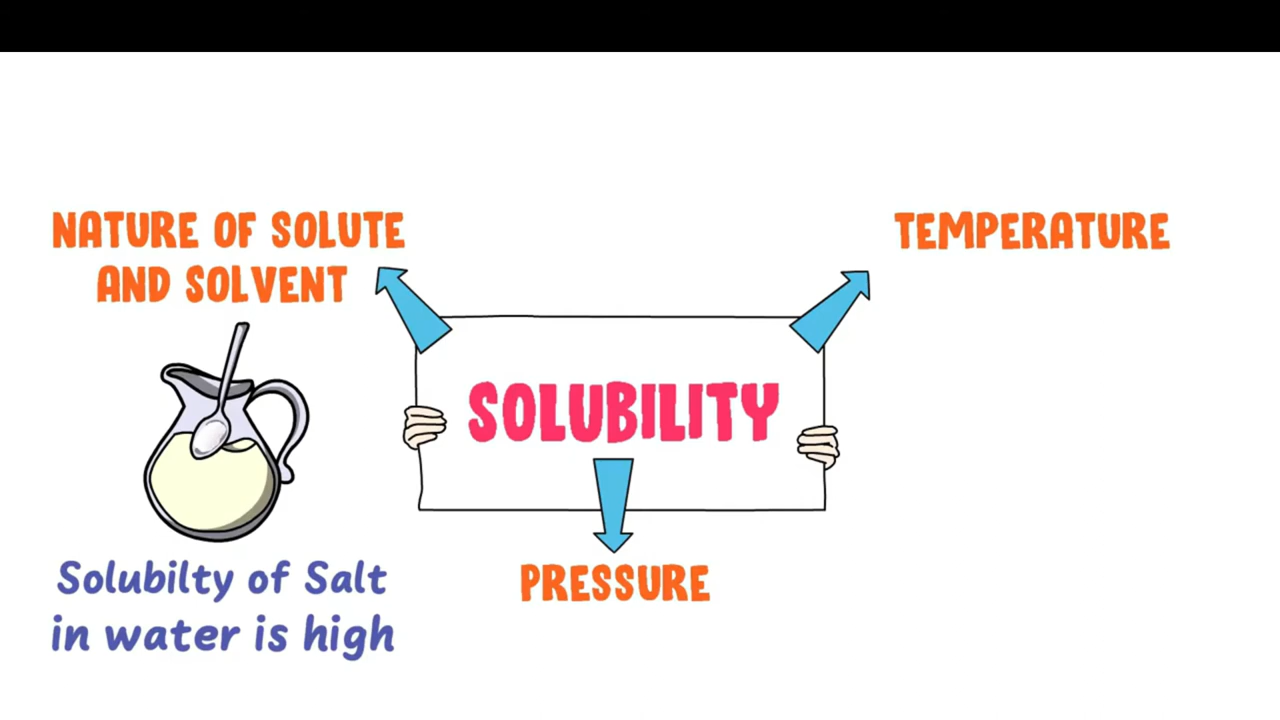 NATURE OF SOLUTE
AND SOLVENT
TEMPERATURE
SOLUBILITY
PRESSURE
Solubilty of Salt
in water is high